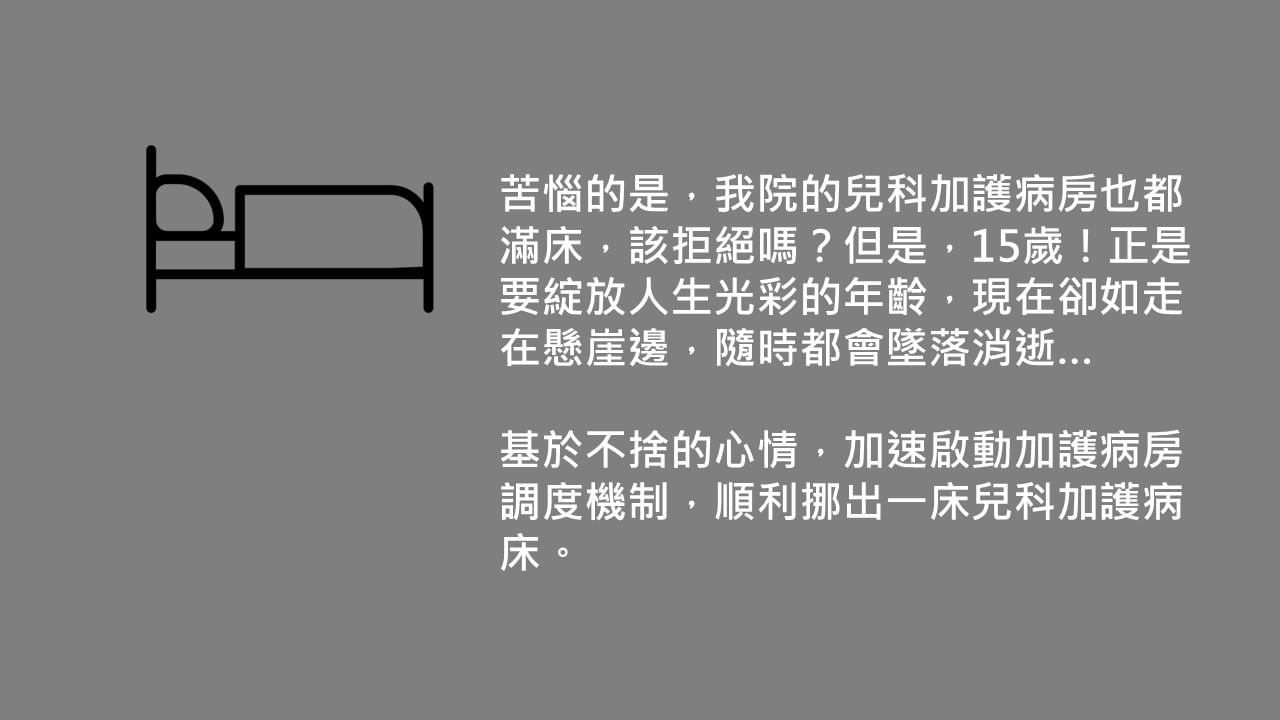 苦惱的是，我院的兒科加護病房也都
滿床，該拒絕嗎？但是，15歲！正是
要綻放人生光彩的年齡，現在卻如走
在懸崖邊，隨時都會墜落消逝...
基於不捨的心情，加速啟動加護病房
調度機制，順利挪出一床兒科加護病
床。